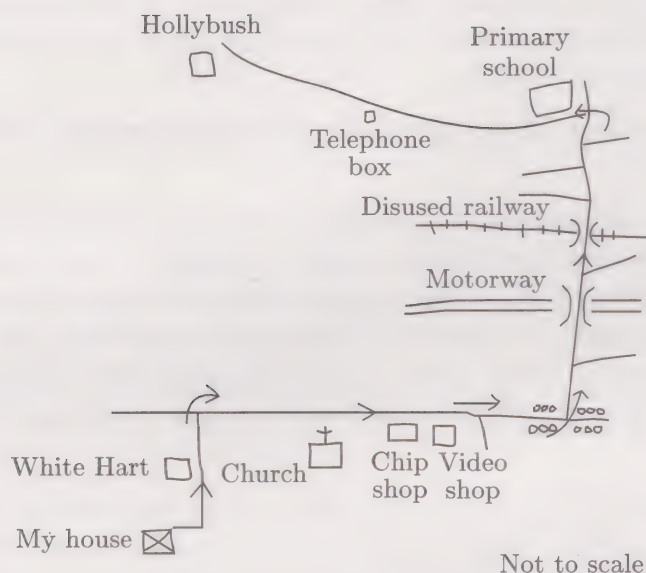 Hollybush
Primary
school
Telephone
box
Disused railway
Motorway
White Hart
Church
Chip
shop
Video
shop
My house
Not to scale